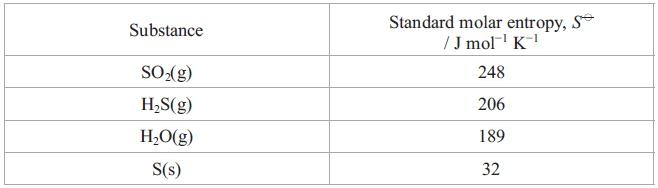 Substance
Standard molar entropy, S⦵
/ J mol⁻¹ K⁻¹
SO₂(g)
248
H₂S(g)
206
H₂O(g)
189
S(s)
32